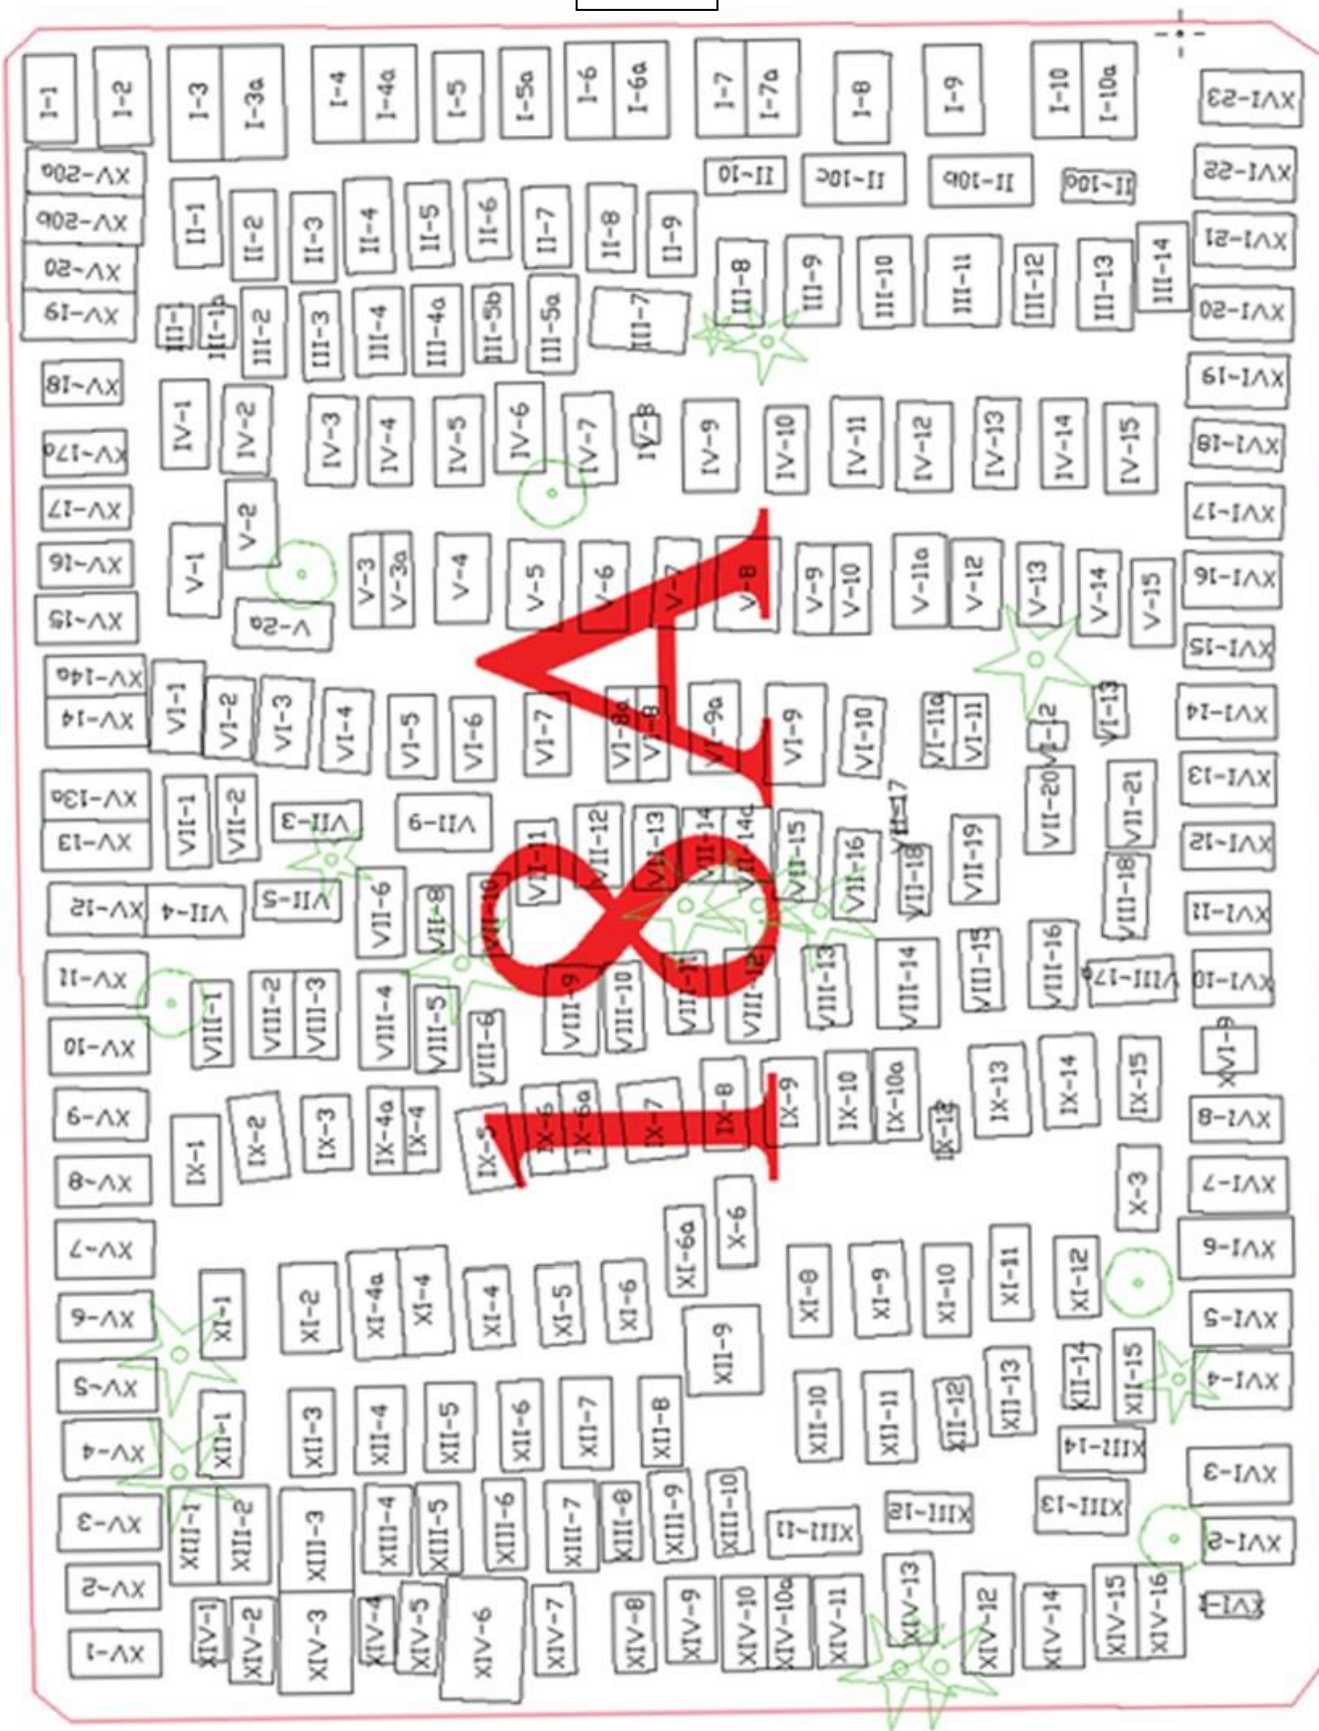 I-1 I-2 I-3 I-3a I-4 I-4a I-5 I-5a I-6 I-6a I-7 I-7a I-8 I-9 I-10 I-10a XVI-23
XV-20a II-10 II-10c II-10b II-10a XVI-22
XV-20b II-1 II-2 II-3 II-4 II-5 II-6 II-7 II-8 II-9 XVI-21
XV-20
XV-19 III-1 III-1a III-2 III-3 III-4 III-4a III-5b III-5a III-7 III-8 III-9 III-10 III-11 III-12 III-13 III-14 XVI-20
XV-18 XVI-19
XV-17a IV-1 IV-2 IV-3 IV-4 IV-5 IV-6 IV-7 IV-8 IV-9 IV-10 IV-11 IV-12 IV-13 IV-14 IV-15 XVI-18
XV-17 V-2 XVI-17
XV-16 V-1 V-3 V-3a V-4 V-5 V-6 V-7 V-8 V-9 V-10 V-11a V-12 V-13 V-14 V-15 XVI-16
XV-15 V-2a XVI-15
XV-14a
XV-14 VI-1 VI-2 VI-3 VI-4 VI-5 VI-6 VI-7 VI-8a VI-8 VI-9a VI-9 VI-10 VI-11a VI-11 VI-12 VI-13 XVI-14
XV-13a XVI-13
XV-13 VII-1 VII-2 VII-3 VII-9 VII-11 VII-12 VII-13 VII-14 VII-14a VII-15 VII-16 VII-17 VII-18 VII-19 VII-20 VII-21 XVI-12
XV-12 VII-4 VII-5 VII-6 VII-8 VII-10 VIII-18 XVI-11
XV-11 VIII-1 VIII-2 VIII-3 VIII-4 VIII-5 VIII-6 VIII-9 VIII-10 VIII-11 VIII-12 VIII-13 VIII-14 VIII-15 VIII-16 VIII-17a XVI-10
XV-10 XVI-9
XV-9 IX-1 IX-2 IX-3 IX-4a IX-4 IX-5 IX-6 IX-6a IX-7 IX-8 IX-9 IX-10 IX-10a IX-12 IX-13 IX-14 IX-15 XVI-8
XV-8 X-3 XVI-7
XV-7 XI-6a X-6 XVI-6
XV-6 XI-1 XI-2 XI-4a XI-4 XI-4 XI-5 XI-6 XI-8 XI-9 XI-10 XI-11 XI-12 XVI-5
XV-5 XII-9 XVI-4
XV-4 XII-1 XII-3 XII-4 XII-5 XII-6 XII-7 XII-8 XII-10 XII-11 XII-12 XII-13 XII-14 XII-15
XIII-14 XVI-3
XV-3 XIII-1 XIII-2 XIII-3 XIII-4 XIII-5 XIII-6 XIII-7 XIII-8 XIII-9 XIII-10 XIII-11 XIII-12 XIII-13 XVI-2
XV-2 XVI-1
XV-1 XIV-1 XIV-2 XIV-3 XIV-4 XIV-5 XIV-6 XIV-7 XIV-8 XIV-9 XIV-10 XIV-10a XIV-11 XIV-13 XIV-12 XIV-14 XIV-15 XIV-16
18A